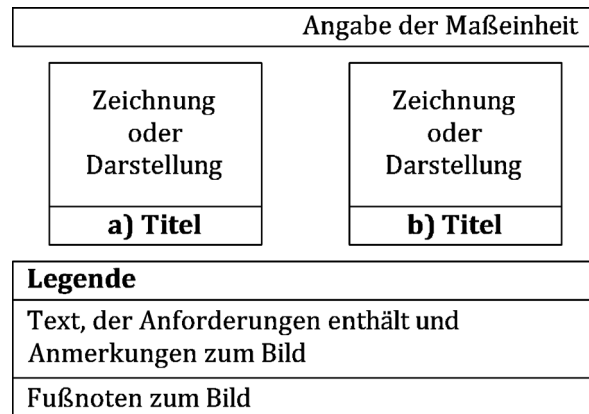 Angabe der Maßeinheit
Zeichnung
oder
Darstellung
a) Titel
Zeichnung
oder
Darstellung
b) Titel
Legende
Text, der Anforderungen enthält und
Anmerkungen zum Bild
Fußnoten zum Bild